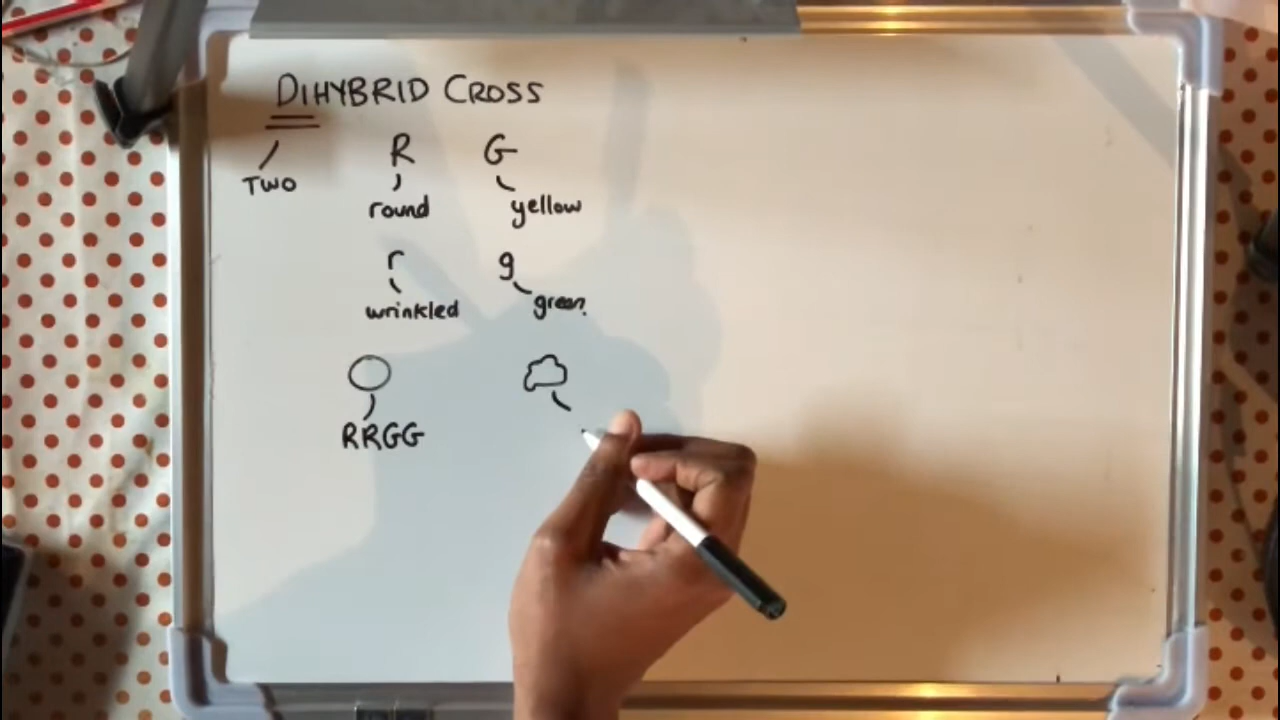 DIHYBRID CROSS
TWO
R G
round yellow
r g
wrinkled green
RRGG